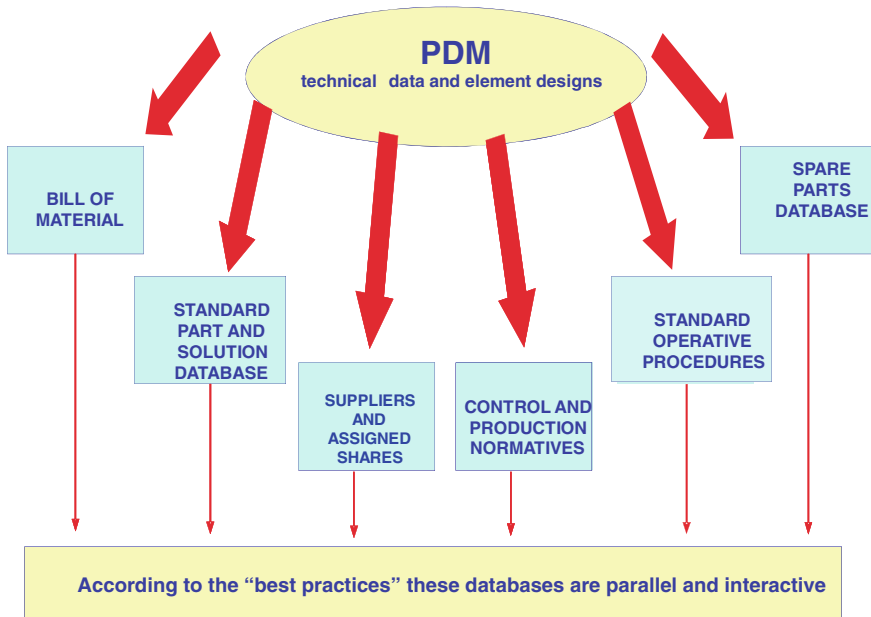 PDM
technical data and element designs
BILL OF
MATERIAL
STANDARD
PART AND
SOLUTION
DATABASE
SUPPLIERS
AND
ASSIGNED
SHARES
CONTROL AND
PRODUCTION
NORMATIVES
STANDARD
OPERATIVE
PROCEDURES
SPARE
PARTS
DATABASE
According to the “best practices” these databases are parallel and interactive